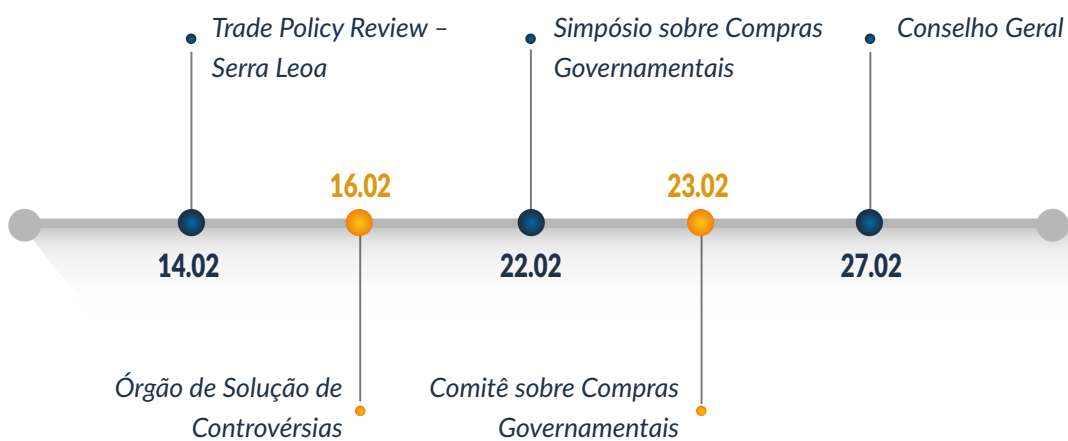 Trade Policy Review –
Serra Leoa
Simpósio sobre Compras
Governamentais
Conselho Geral
16.02
23.02
14.02
22.02
27.02
Órgão de Solução de
Controvérsias
Comitê sobre Compras
Governamentais